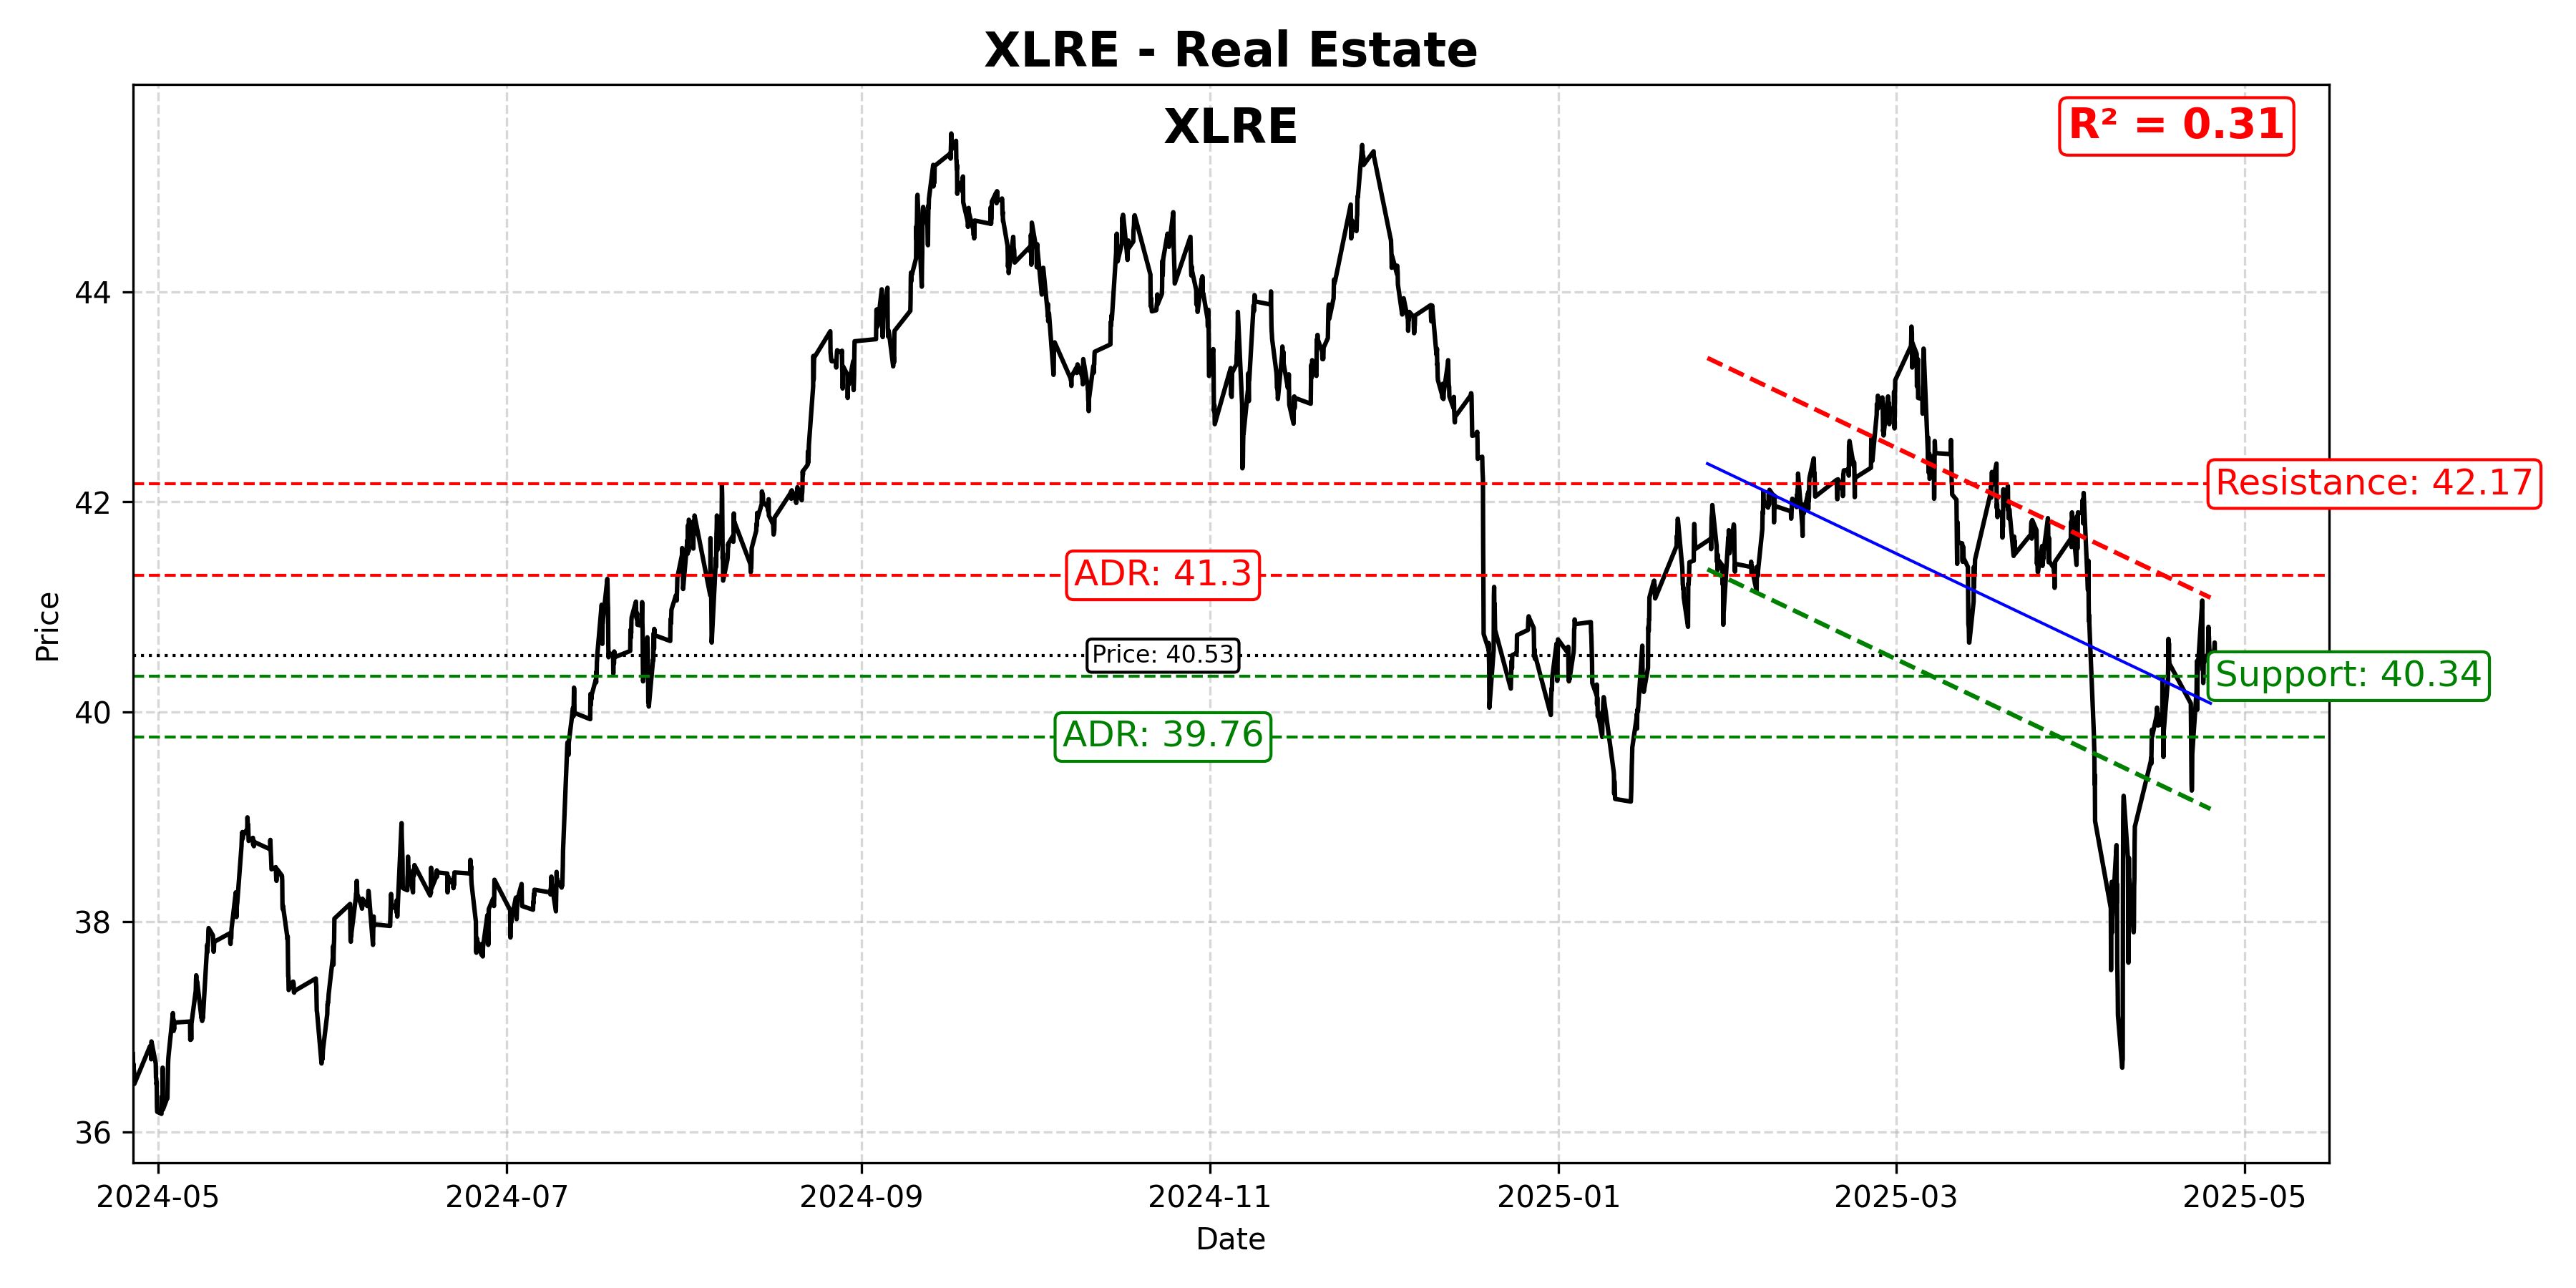 XLRE - Real Estate
XLRE
R² = 0.31
44
42
40
38
36
Price
Resistance: 42.17
ADR: 41.3
Price: 40.53
Support: 40.34
ADR: 39.76
2024-05
2024-07
2024-09
2024-11
2025-01
2025-03
2025-05
Date